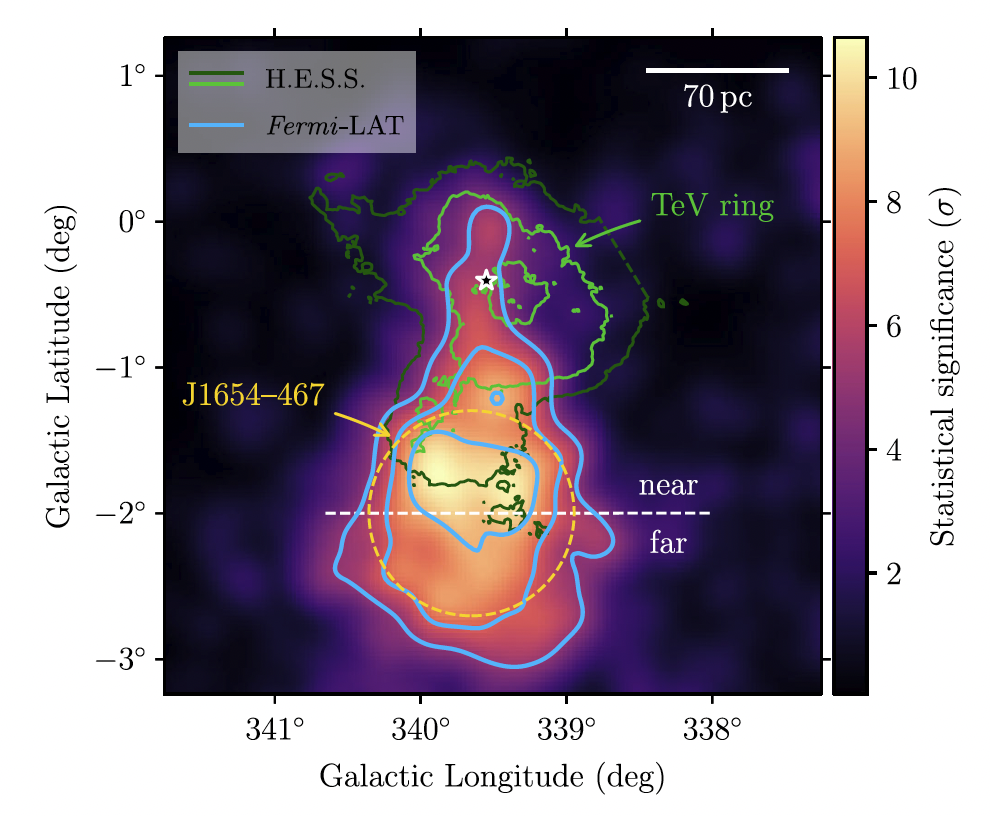 H.E.S.S.
Fermi-LAT
70 pc
TeV ring
J1654–467
near
far
1°
0°
−1°
−2°
−3°
Galactic Latitude (deg)
341°
340°
339°
338°
Galactic Longitude (deg)
10
8
6
4
2
Statistical significance (σ)